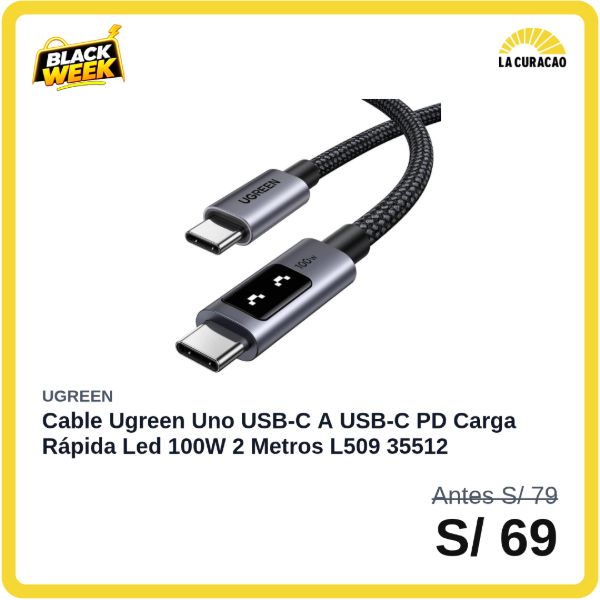 BLACK
WEEK
LA CURACAO
UGREEN
100W
UGREEN
Cable Ugreen Uno USB-C A USB-C PD Carga
Rápida Led 100W 2 Metros L509 35512
Antes S/ 79
S/ 69